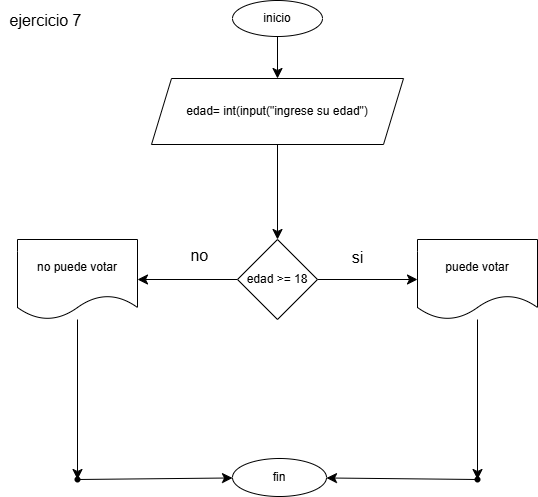 ejercicio 7
inicio
edad= int(input("ingrese su edad")
no
si
no puede votar
edad >= 18
puede votar
fin